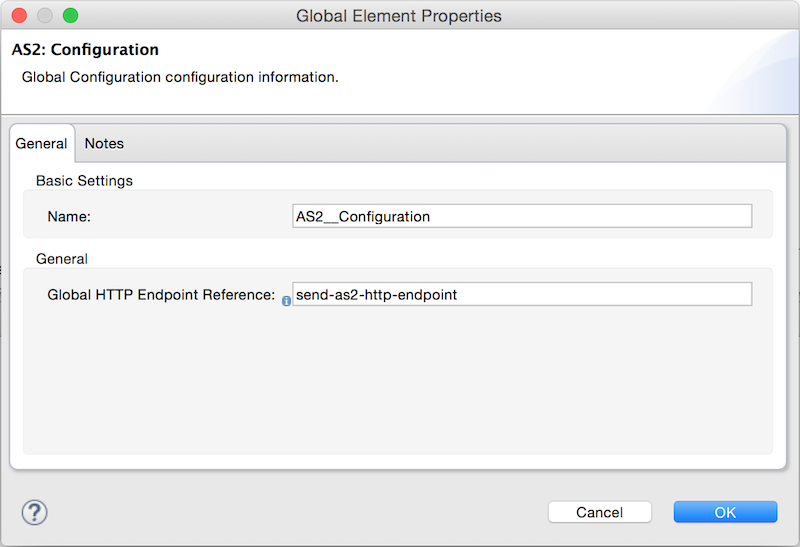 Global Element Properties
AS2: Configuration
Global Configuration configuration information.
General Notes
Basic Settings
Name: AS2__Configuration
General
Global HTTP Endpoint Reference: i send-as2-http-endpoint
? Cancel OK